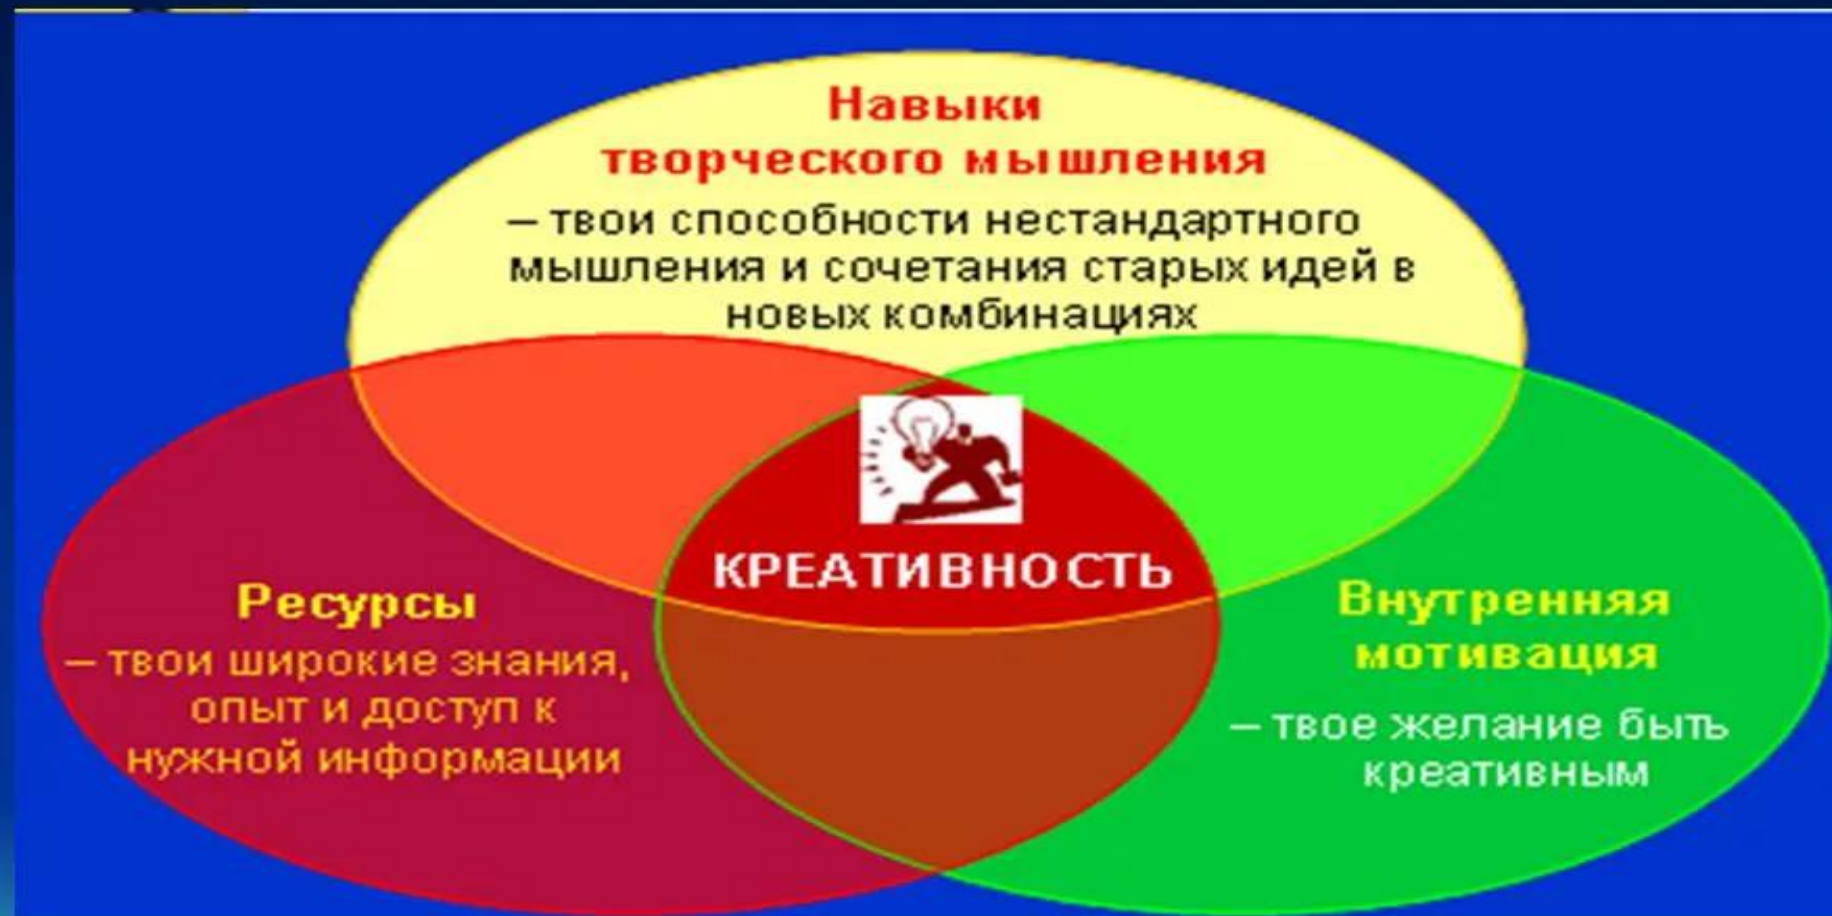 Навыки
творческого мышления
– твои способности нестандартного
мышления и сочетания старых идей в
новых комбинациях
КРЕАТИВНОСТЬ
Ресурсы
– твои широкие знания,
опыт и доступ к
нужной информации
Внутренняя
мотивация
– твое желание быть
креативным